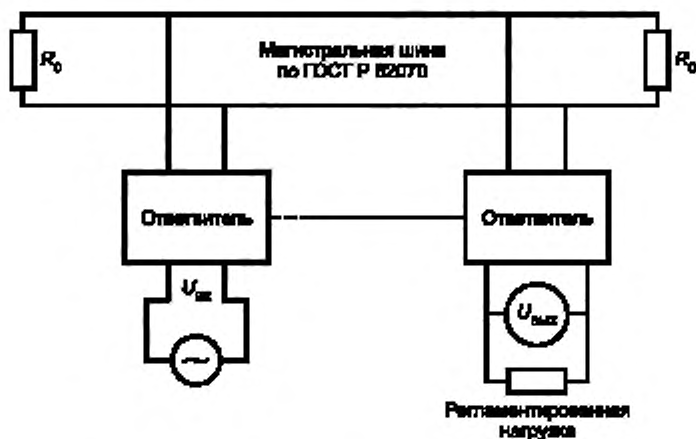 R₀
Магистральная шина
по ГОСТ Р 52070
R₀
Ответвитель
Ответвитель
Uвх
Uвых
Регламентированная
нагрузка